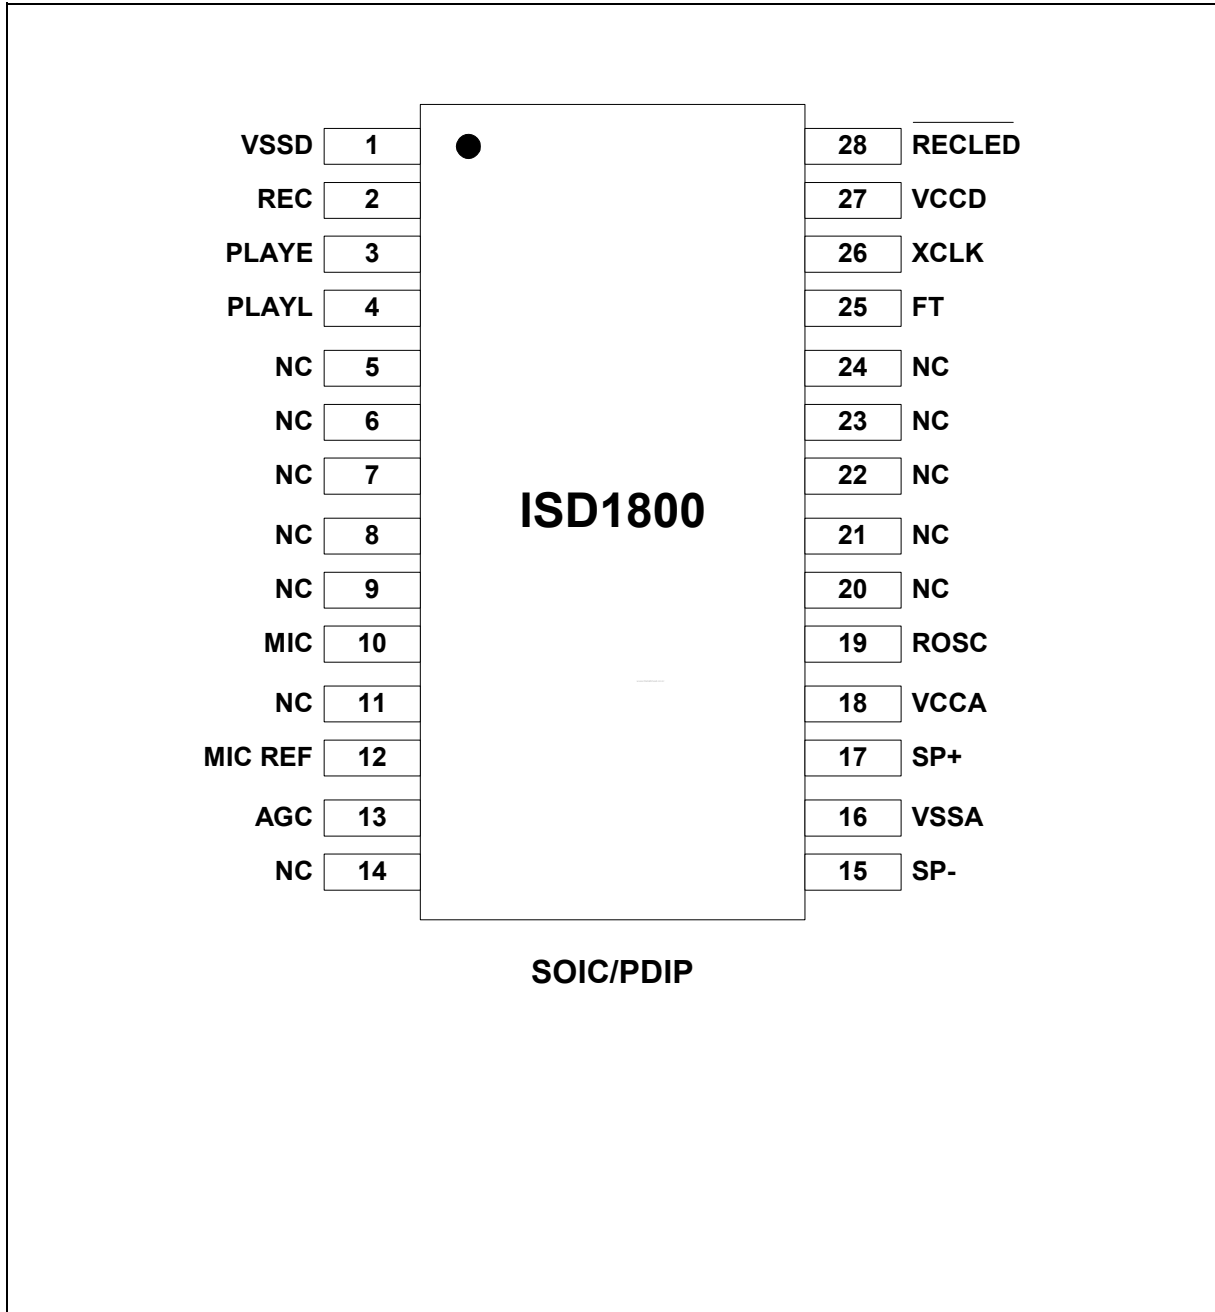 VSSD 1 28 RECLED
REC 2 27 VCCD
PLAYE 3 26 XCLK
PLAYL 4 25 FT
NC 5 24 NC
NC 6 23 NC
NC 7 22 NC
ISD1800
NC 8 21 NC
NC 9 20 NC
MIC 10 19 ROSC
NC 11 18 VCCA
MIC REF 12 17 SP+
AGC 13 16 VSSA
NC 14 15 SP-
SOIC/PDIP